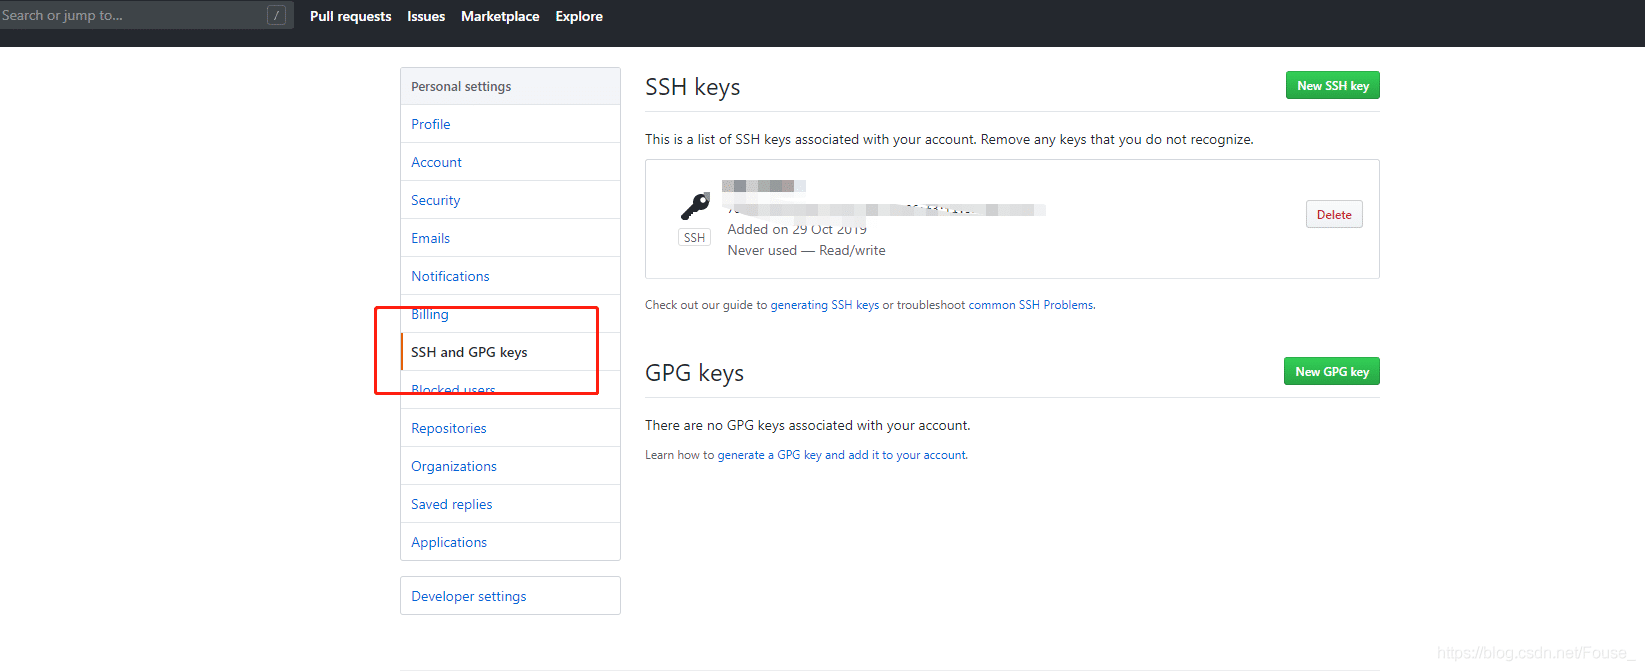 Search or jump to... / Pull requests Issues Marketplace Explore
Personal settings
Profile
Account
Security
Emails
Notifications
Billing
SSH and GPG keys
Blocked users
Repositories
Organizations
Saved replies
Applications
Developer settings
SSH keys New SSH key
This is a list of SSH keys associated with your account. Remove any keys that you do not recognize.
SSH
Added on 29 Oct 2019
Never used — Read/write
Delete
Check out our guide to generating SSH keys or troubleshoot common SSH Problems.
GPG keys New GPG key
There are no GPG keys associated with your account.
Learn how to generate a GPG key and add it to your account.
https://blog.csdn.net/Fouse_